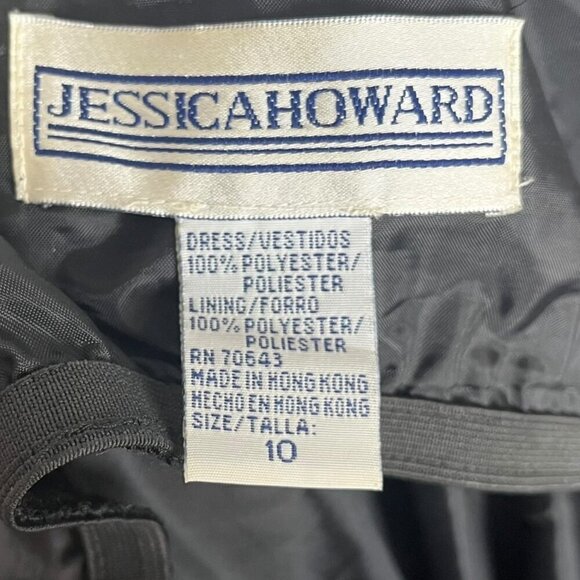 JESSICAHOWARD
DRESS/VESTIDOS
100% POLYESTER/
POLIESTER
LINING/FORRO
100% POLYESTER/
POLIESTER
RN 70643
MADE IN HONG KONG
HECHO EN HONG KONG
SIZE/TALLA:
10